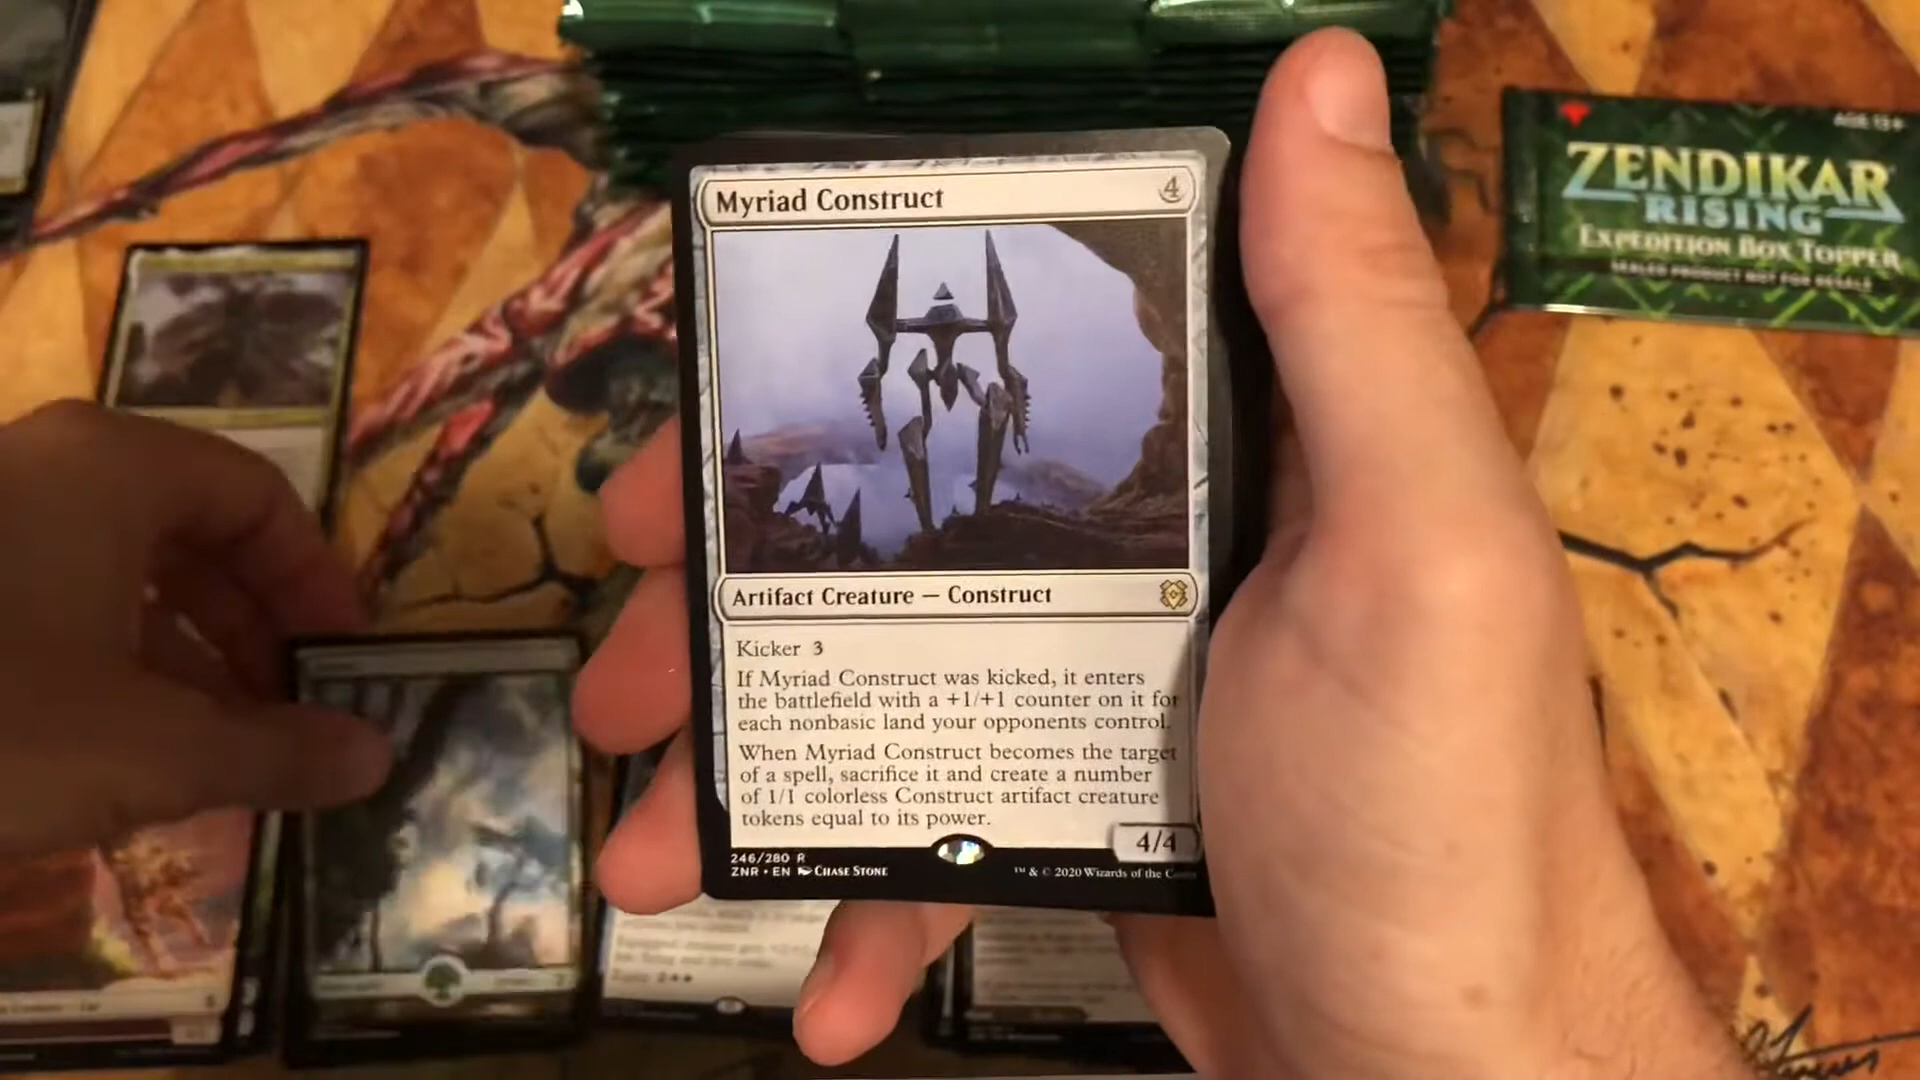 Myriad Construct 4
Artifact Creature — Construct
Kicker 3
If Myriad Construct was kicked, it enters
the battlefield with a +1/+1 counter on it for
each nonbasic land your opponents control.
When Myriad Construct becomes the target
of a spell, sacrifice it and create a number
of 1/1 colorless Construct artifact creature
tokens equal to its power.
4/4
246/280 R
ZNR • EN CHASE STONE
™ & © 2020 Wizards of the
AGE 13+
ZENDIKAR
RISING
EXPEDITION BOX TOPPER
SEALED PRODUCT NOT FOR RESALE